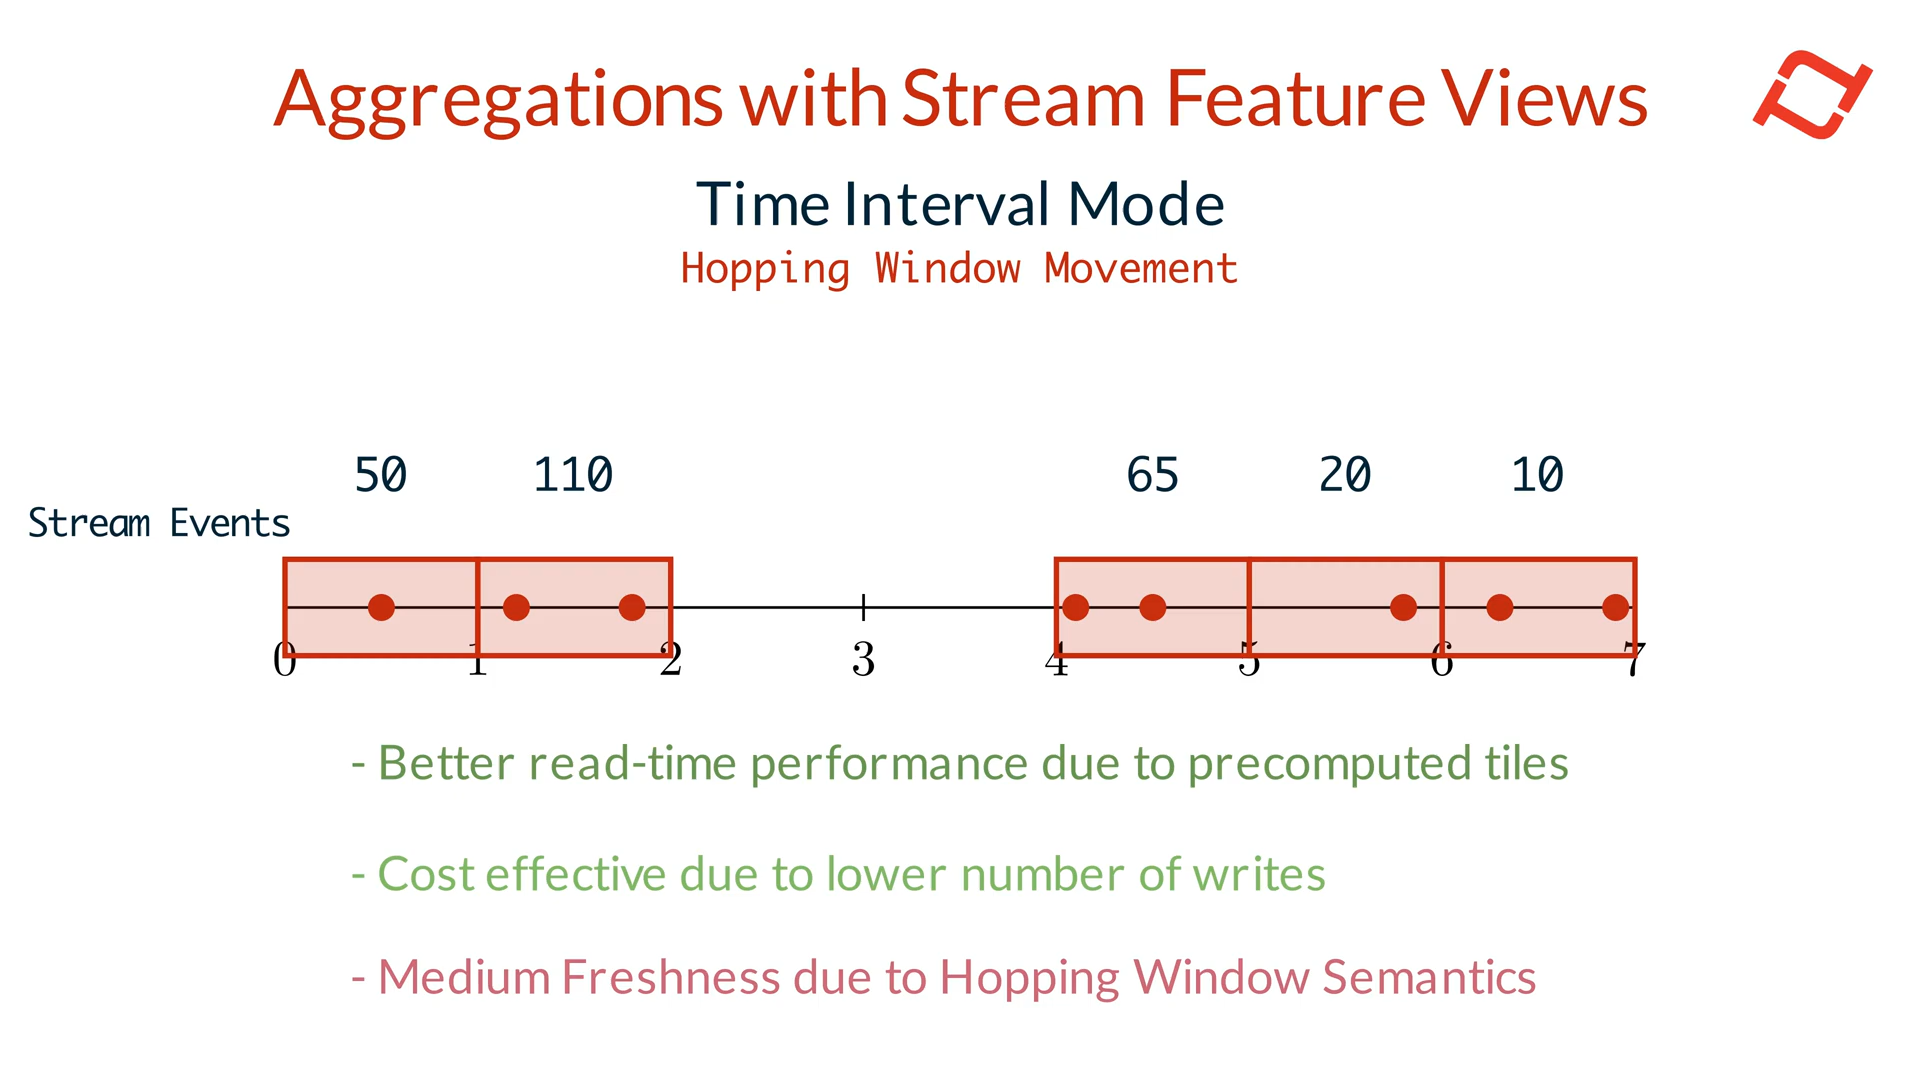 Aggregations with Stream Feature Views
Time Interval Mode
Hopping Window Movement
50 110 65 20 10
Stream Events
0 1 2 3 4 5 6 7
- Better read-time performance due to precomputed tiles
- Cost effective due to lower number of writes
- Medium Freshness due to Hopping Window Semantics